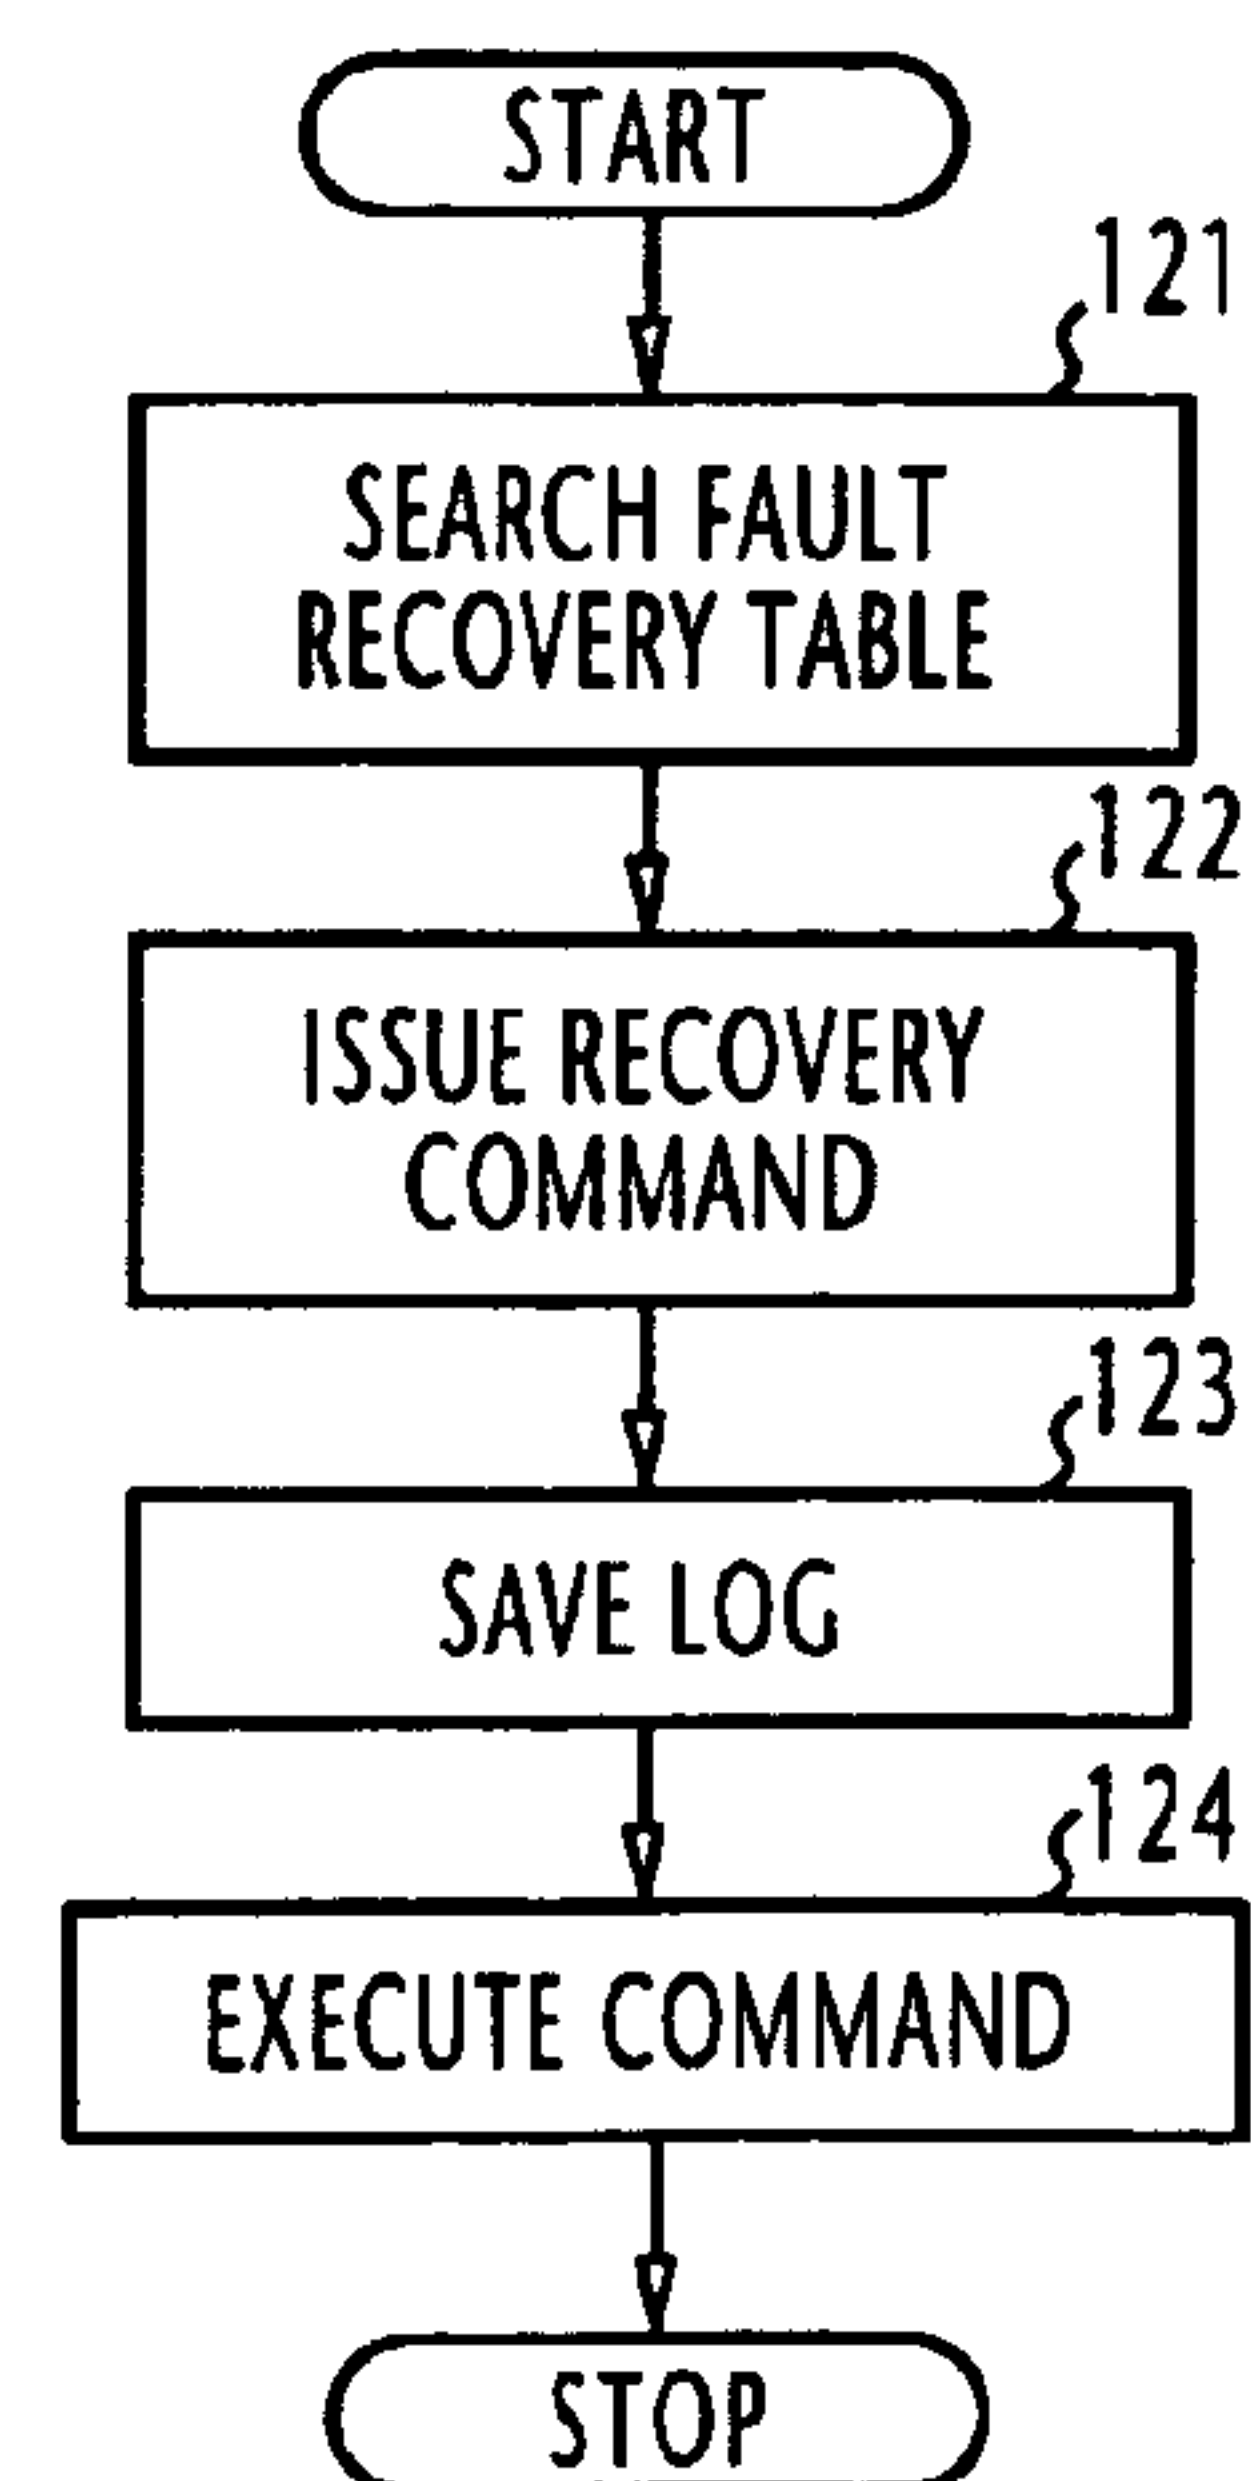 START
121
SEARCH FAULT
RECOVERY TABLE
122
ISSUE RECOVERY
COMMAND
123
SAVE LOG
124
EXECUTE COMMAND
STOP